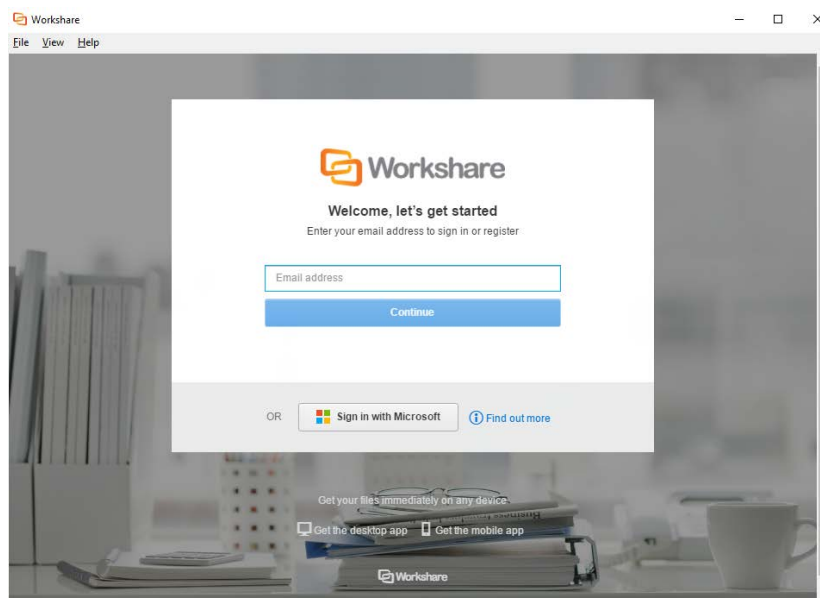 Workshare
File View Help
Workshare
Welcome, let's get started
Enter your email address to sign in or register
Email address
Continue
OR Sign in with Microsoft Find out more
Get your files immediately on any device
Business
Get the desktop app Get the mobile app
Workshare